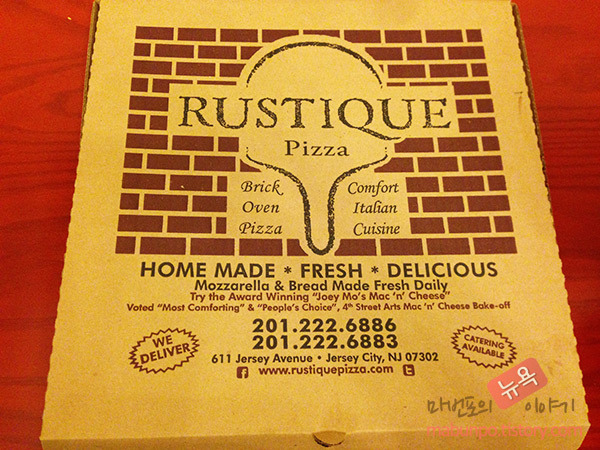 RUSTIQUE
Pizza
Brick
Oven
Pizza
Comfort
Italian
Cuisine
HOME MADE * FRESH * DELICIOUS
Mozzarella & Bread Made Fresh Daily
Try the Award Winning "Joey Mo's Mac 'n' Cheese"
Voted "Most Comforting" & "People's Choice", 4th Street Arts Mac 'n' Cheese Bake-off
WE
DELIVER
201.222.6886
201.222.6883
CATERING
AVAILABLE
611 Jersey Avenue • Jersey City, NJ 07302
www.rustiquepizza.com
마번포의 뉴욕 이야기